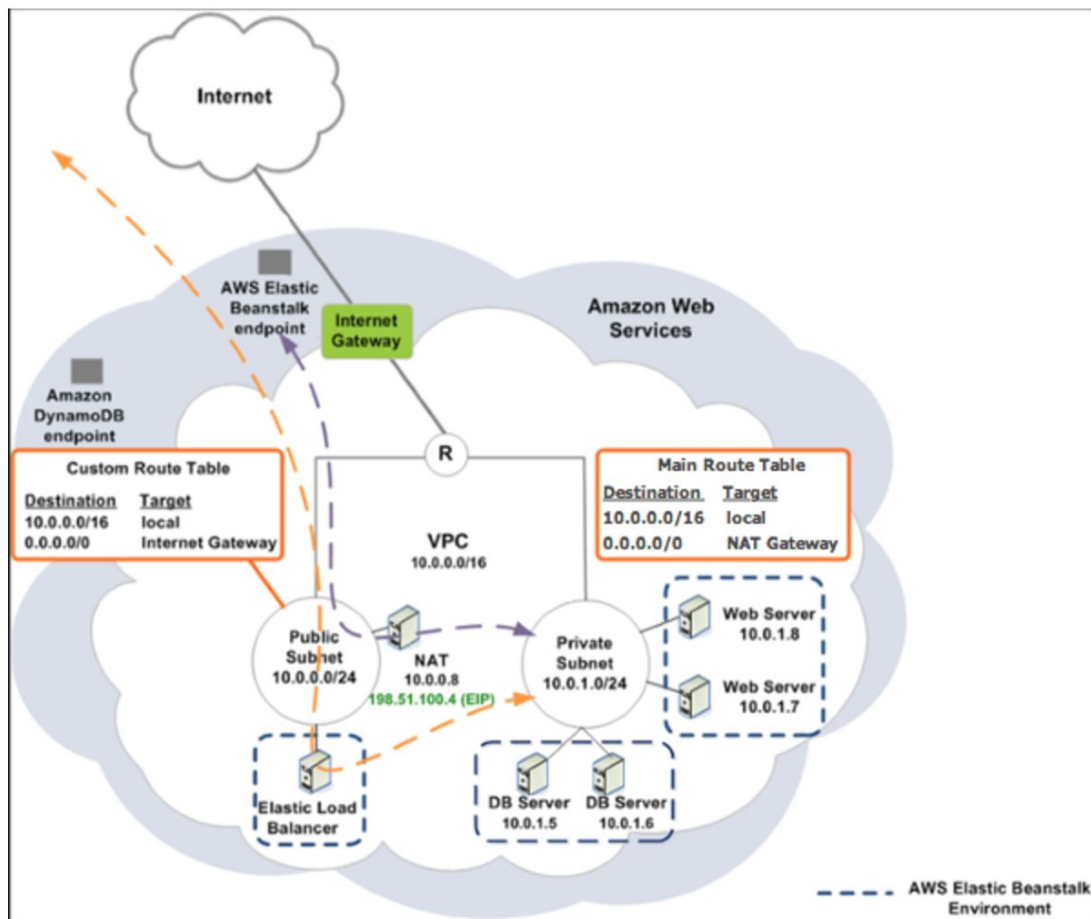 Internet
AWS Elastic
Beanstalk
endpoint
Internet
Gateway
Amazon Web
Services
Amazon
DynamoDB
endpoint
R
Custom Route Table
Destination Target
10.0.0.0/16 local
0.0.0.0/0 Internet Gateway
Main Route Table
Destination Target
10.0.0.0/16 local
0.0.0.0/0 NAT Gateway
VPC
10.0.0.0/16
Public
Subnet
10.0.0.0/24
NAT
10.0.0.8
198.51.100.4 (EIP)
Private
Subnet
10.0.1.0/24
Web Server
10.0.1.8
Web Server
10.0.1.7
Elastic Load
Balancer
DB Server
10.0.1.5
DB Server
10.0.1.6
AWS Elastic Beanstalk
Environment